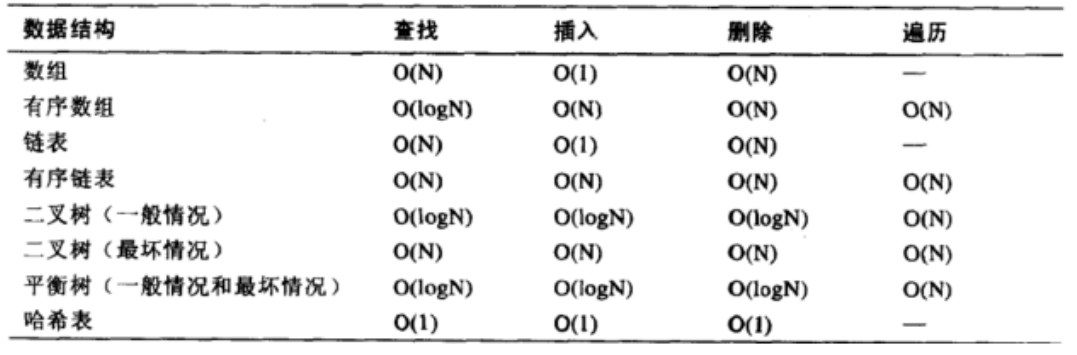 数据结构 查找 插入 删除 遍历
数组 O(N) O(1) O(N) —
有序数组 O(logN) O(N) O(N) O(N)
链表 O(N) O(1) O(N) —
有序链表 O(N) O(N) O(N) O(N)
二叉树（一般情况） O(logN) O(logN) O(logN) O(N)
二叉树（最坏情况） O(N) O(N) O(N) O(N)
平衡树（一般情况和最坏情况） O(logN) O(logN) O(logN) O(N)
哈希表 O(1) O(1) O(1) —